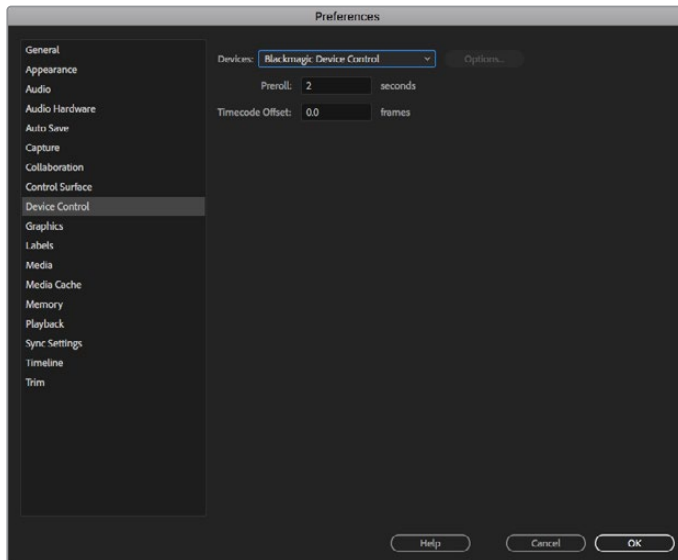 Preferences
General
Appearance
Audio
Audio Hardware
Auto Save
Capture
Collaboration
Control Surface
Device Control
Graphics
Labels
Media
Media Cache
Memory
Playback
Sync Settings
Timeline
Trim
Devices: Blackmagic Device Control Options...
Preroll: 2 seconds
Timecode Offset: 0.0 frames
Help Cancel OK